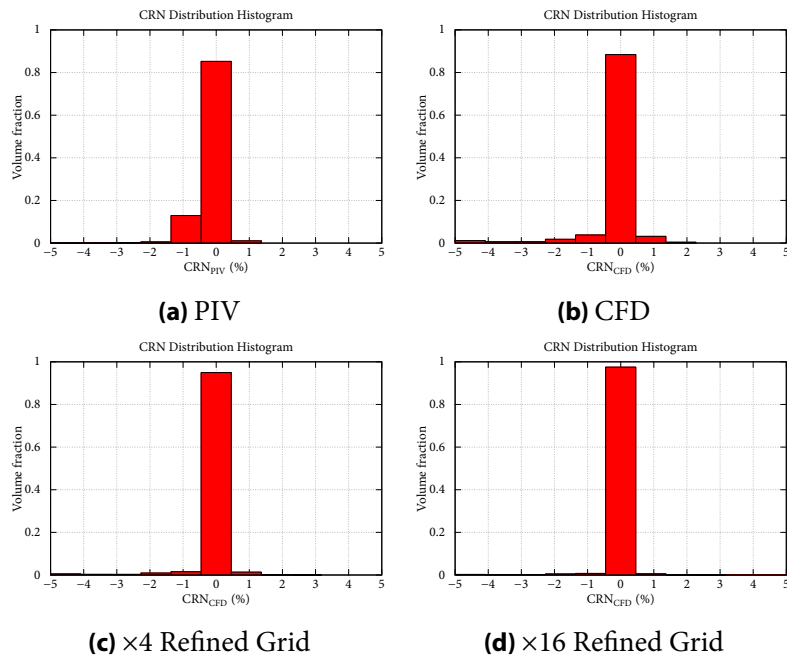 CRN Distribution Histogram
Volume fraction
1
0.8
0.6
0.4
0.2
0
−5 −4 −3 −2 −1 0 1 2 3 4 5
CRN_PIV (%)
(a) PIV
CRN Distribution Histogram
Volume fraction
1
0.8
0.6
0.4
0.2
0
−5 −4 −3 −2 −1 0 1 2 3 4 5
CRN_CFD (%)
(b) CFD
CRN Distribution Histogram
Volume fraction
1
0.8
0.6
0.4
0.2
0
−5 −4 −3 −2 −1 0 1 2 3 4 5
CRN_CFD (%)
(c) ×4 Refined Grid
CRN Distribution Histogram
Volume fraction
1
0.8
0.6
0.4
0.2
0
−5 −4 −3 −2 −1 0 1 2 3 4 5
CRN_CFD (%)
(d) ×16 Refined Grid